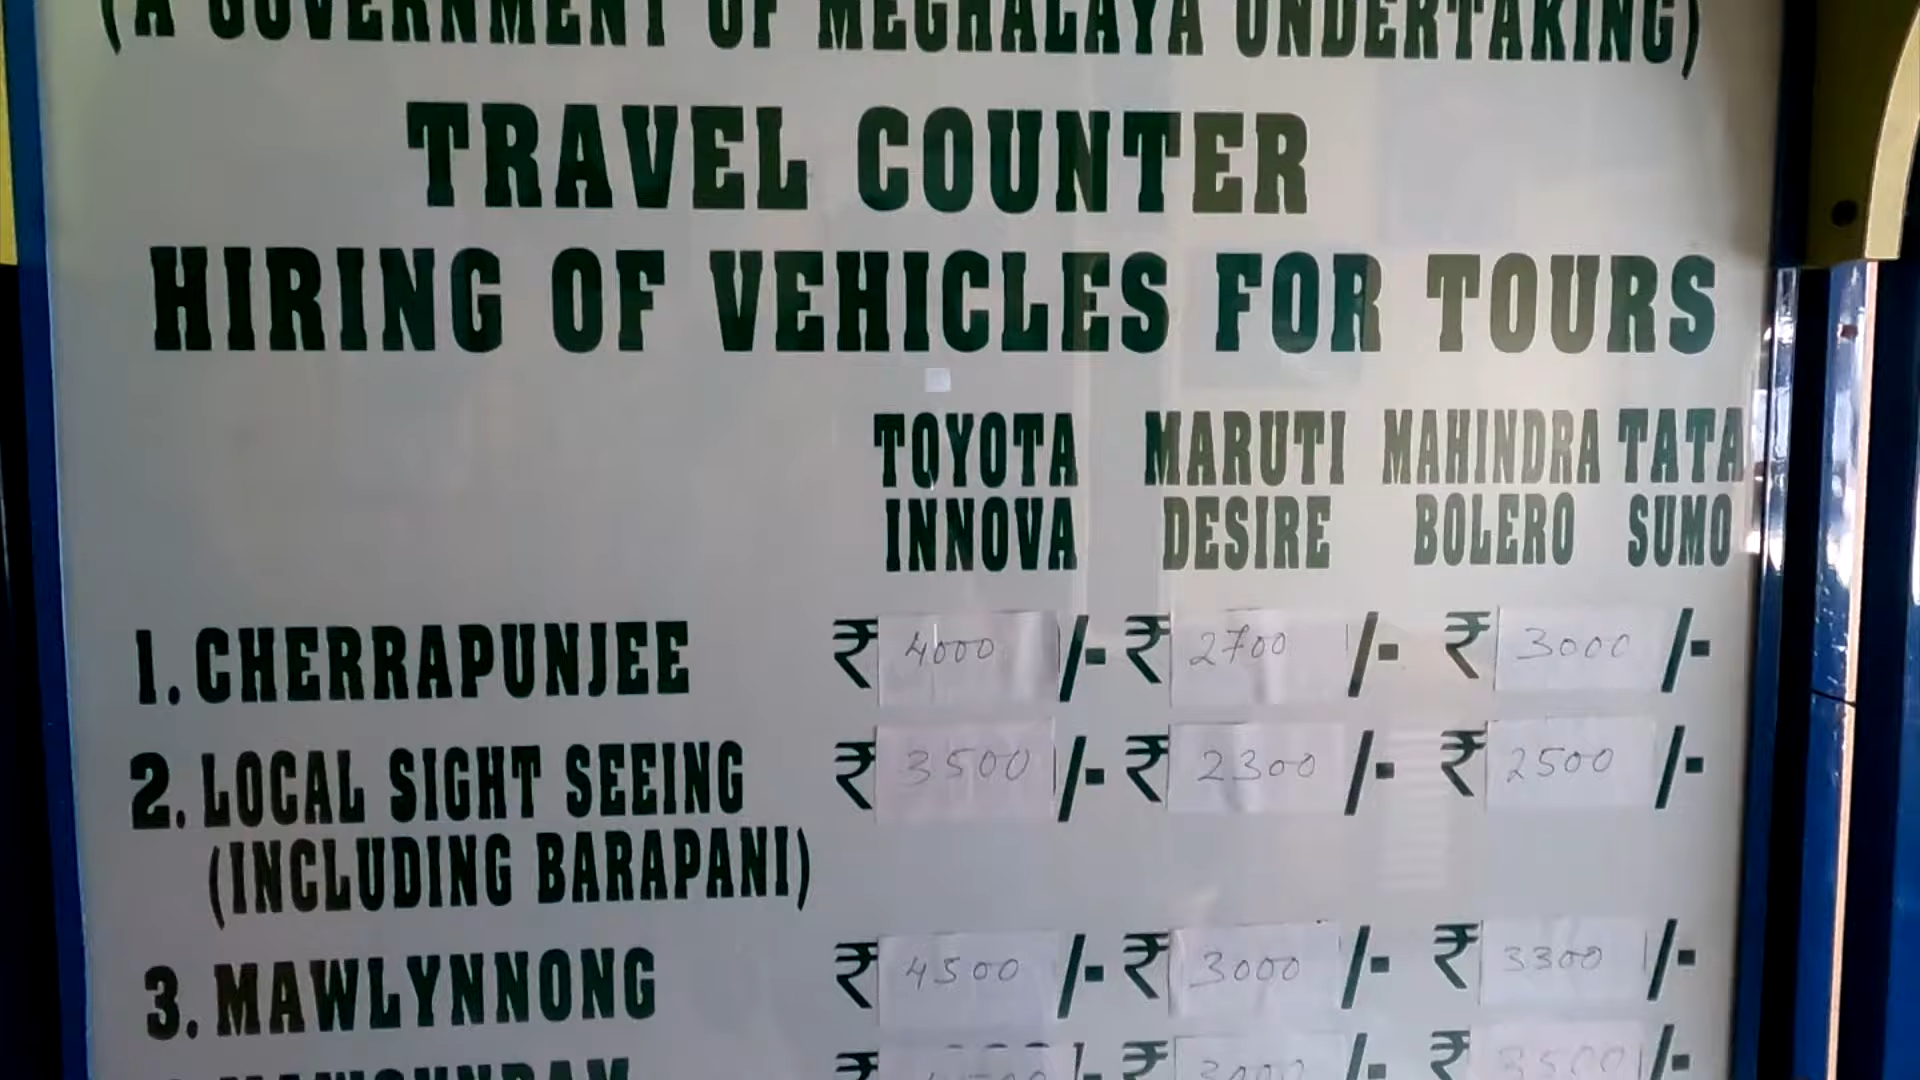 (A GOVERNMENT OF MEGHALAYA UNDERTAKING)
TRAVEL COUNTER
HIRING OF VEHICLES FOR TOURS
TOYOTA INNOVA MARUTI DESIRE MAHINDRA BOLERO TATA SUMO
1. CHERRAPUNJEE ₹ 4000 /- ₹ 2700 /- ₹ 3000 /-
2. LOCAL SIGHT SEEING ₹ 3500 /- ₹ 2300 /- ₹ 2500 /-
(INCLUDING BARAPANI)
3. MAWLYNNONG ₹ 4500 /- ₹ 3000 /- ₹ 3300 /-
₹ /- ₹ /- ₹ 3500 /-